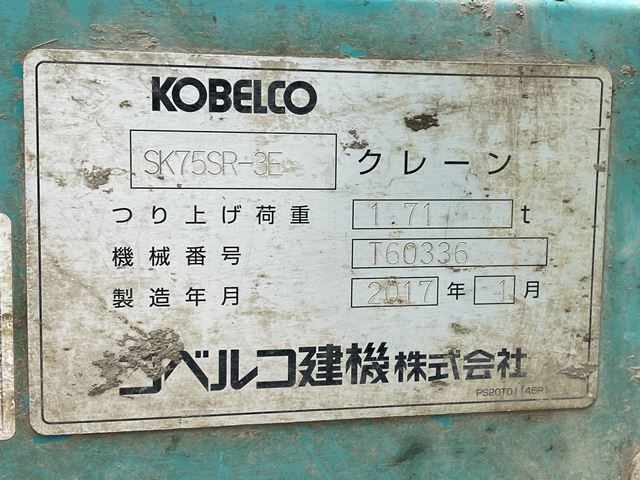 KOBELCO
SK75SR-3E クレーン
つり上げ荷重 1.71 t
機械番号 T60336
製造年月 2017 年 1 月
コベルコ建機株式会社
PS20T01145P1